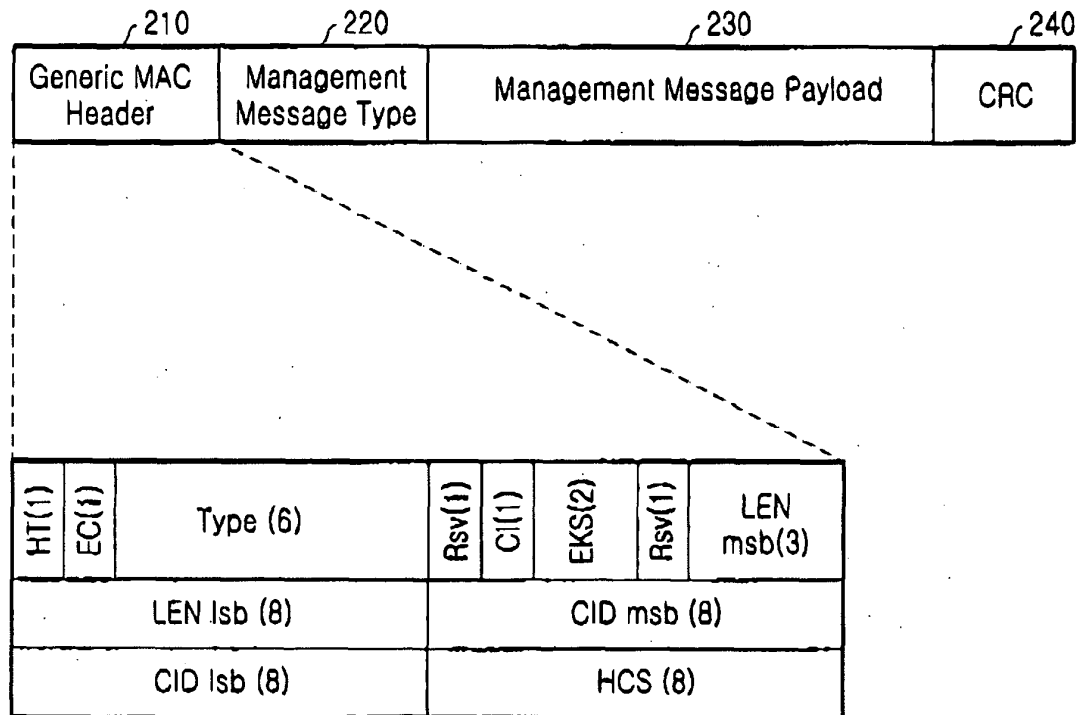 210 220 230 240
Generic MAC Header
Management Message Type
Management Message Payload
CRC
HT(1)
EC(1)
Type (6)
Rsv(1)
CI(1)
EKS(2)
Rsv(1)
LEN msb(3)
LEN lsb (8)
CID msb (8)
CID lsb (8)
HCS (8)